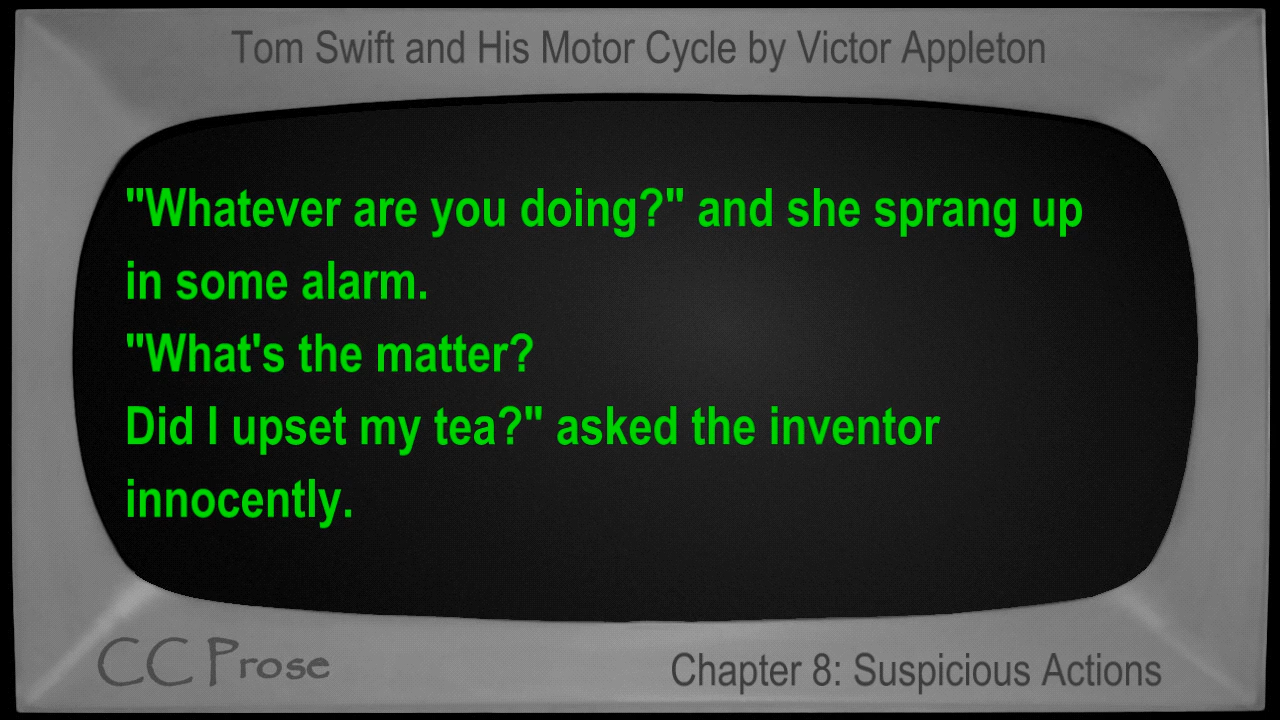 Tom Swift and His Motor Cycle by Victor Appleton
"Whatever are you doing?" and she sprang up
in some alarm.
"What's the matter?
Did I upset my tea?" asked the inventor
innocently.
CC Prose
Chapter 8: Suspicious Actions